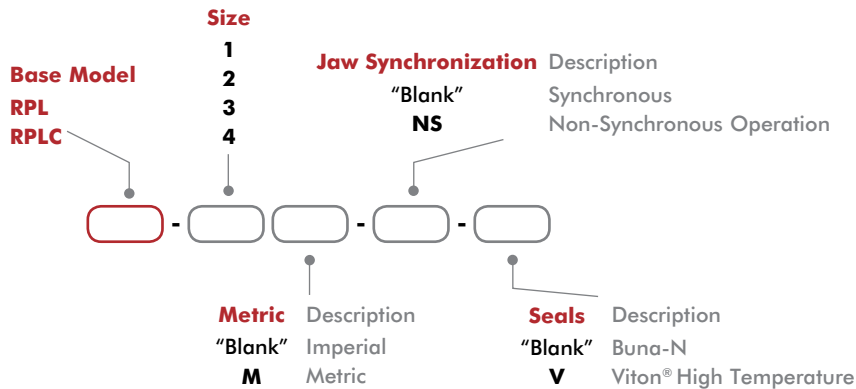 Size
1
2
3
4
Base Model
RPL
RPLC
Jaw Synchronization Description
“Blank” Synchronous
NS Non-Synchronous Operation
- - -
Metric Description
“Blank” Imperial
M Metric
Seals Description
“Blank” Buna-N
V Viton® High Temperature